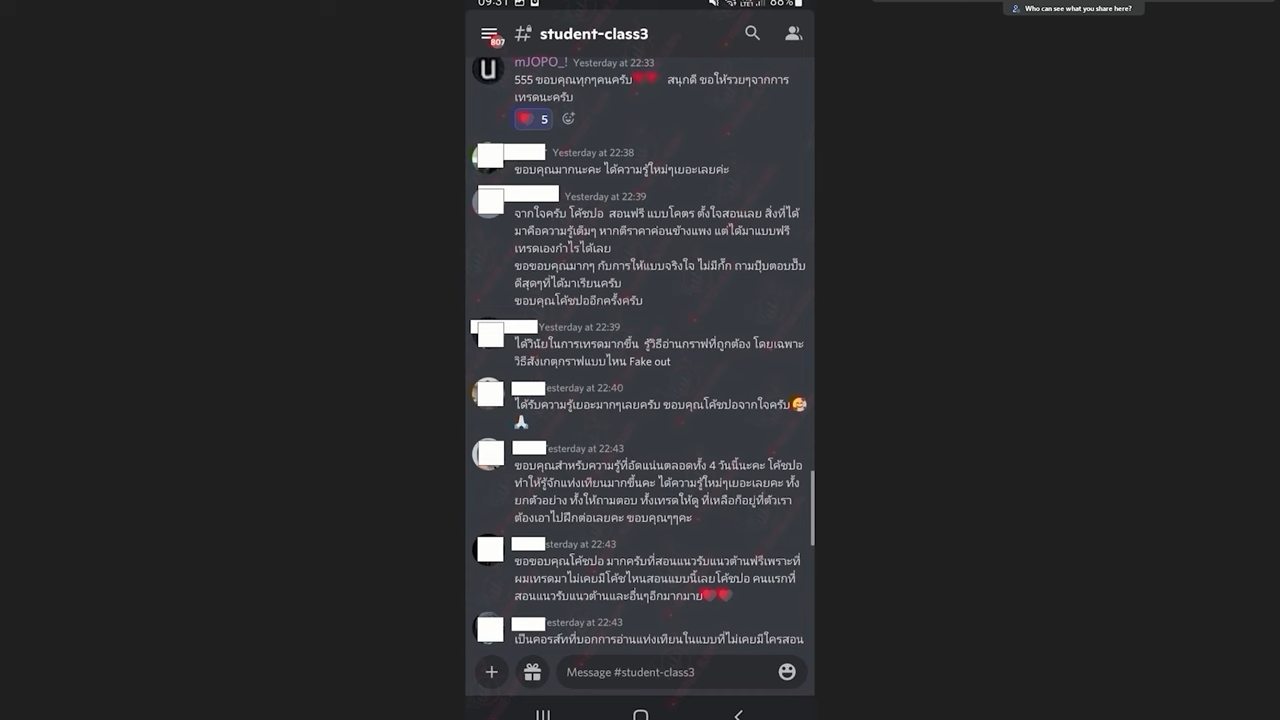 09:31
88%
Who can see what you share here?
807
student-class3
mJOPO_! Yesterday at 22:33
555 ขอบคุณทุกๆคนครับ❤️❤️ สนุกดี ขอให้รวยๆจากการ
เทรดนะครับ
❤️ 5
Yesterday at 22:38
ขอบคุณมากนะคะ ได้ความรู้ใหม่ๆเยอะเลยค่ะ
Yesterday at 22:39
จากใจครับ โค้ชปอ สอนฟรี แบบโคตร ตั้งใจสอนเลย สิ่งที่ได้
มาคือความรู้เต็มๆ หากตีราคาค่อนข้างแพง แต่ได้มาแบบฟรี
เทรดเองกำไรได้เลย
ขอขอบคุณมากๆ กับการให้แบบจริงใจ ไม่มีกั๊ก ถามปุ๊บตอบปั๊บ
ดีสุดๆที่ได้มาเรียนครับ
ขอบคุณโค้ชปออีกครั้งครับ
Yesterday at 22:39
ได้วินัยในการเทรดมากขึ้น รู้วิธีอ่านกราฟที่ถูกต้อง โดยเฉพาะ
วิธีสังเกตุกราฟแบบไหน Fake out
esterday at 22:40
ได้รับความรู้เยอะมากๆเลยครับ ขอบคุณโค้ชปอจากใจครับ🥰
🙏
esterday at 22:43
ขอบคุณสำหรับความรู้ที่อัดแน่นตลอดทั้ง 4 วันนี้นะคะ โค้ชปอ
ทำให้รู้จักแท่งเทียนมากขึ้นคะ ได้ความรู้ใหม่ๆเยอะเลยคะ ทั้ง
ยกตัวอย่าง ทั้งให้ถามตอบ ทั้งเทรดให้ดู ที่เหลือก็อยู่ที่ตัวเรา
ต้องเอาไปฝึกต่อเลยคะ ขอบคุณๆๆคะ
sterday at 22:43
ขอขอบคุณโค้ชปอ มากครับที่สอนแนวรับแนวต้านฟรีเพราะที่
ผมเทรดมาไม่เคยมีโค้ชไหนสอนแบบนี้เลยโค้ชปอ คนแรกที่
สอนแนวรับแนวต้านและอื่นๆอีกมากมาย❤️❤️
esterday at 22:43
เป็นคอรส์ทที่บอกการอ่านแท่งเทียนในแบบที่ไม่เคยมีใครสอน
Message #student-class3